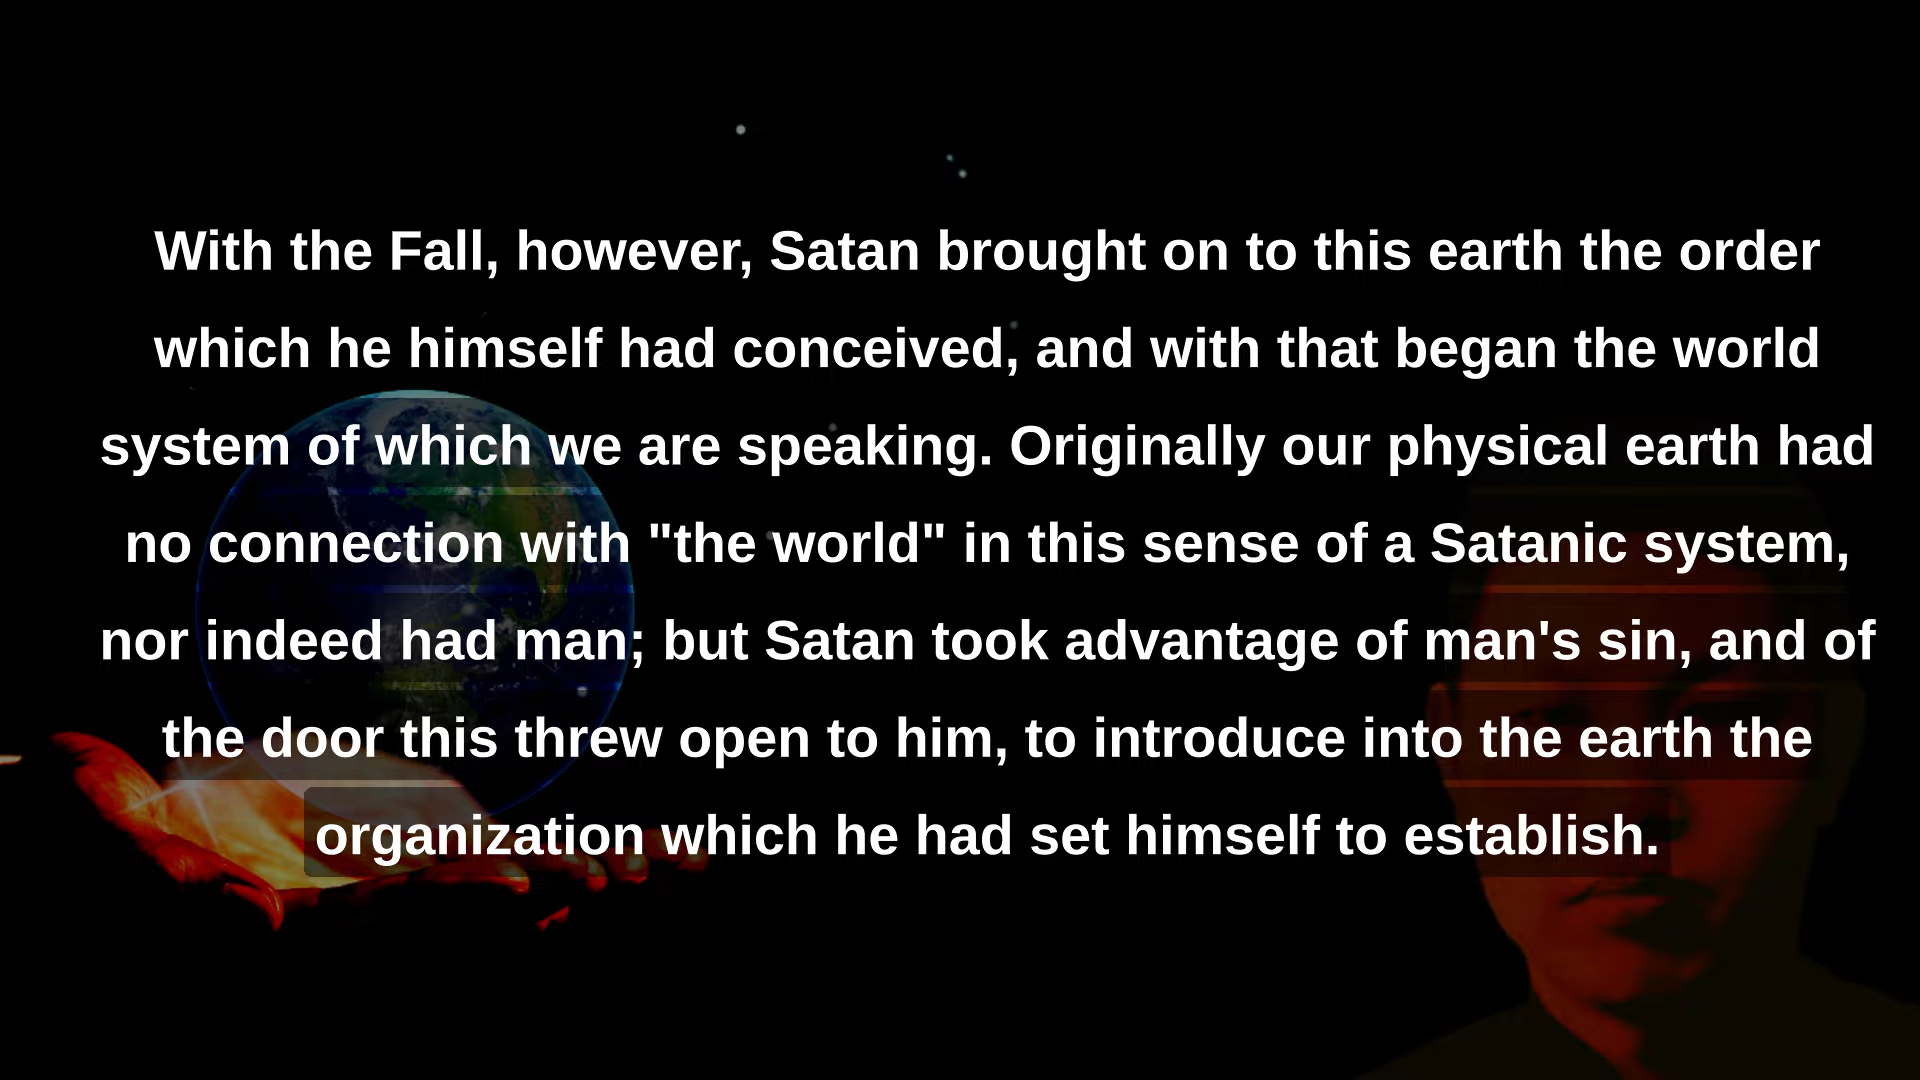 With the Fall, however, Satan brought on to this earth the order
which he himself had conceived, and with that began the world
system of which we are speaking. Originally our physical earth had
no connection with "the world" in this sense of a Satanic system,
nor indeed had man; but Satan took advantage of man's sin, and of
the door this threw open to him, to introduce into the earth the
organization which he had set himself to establish.